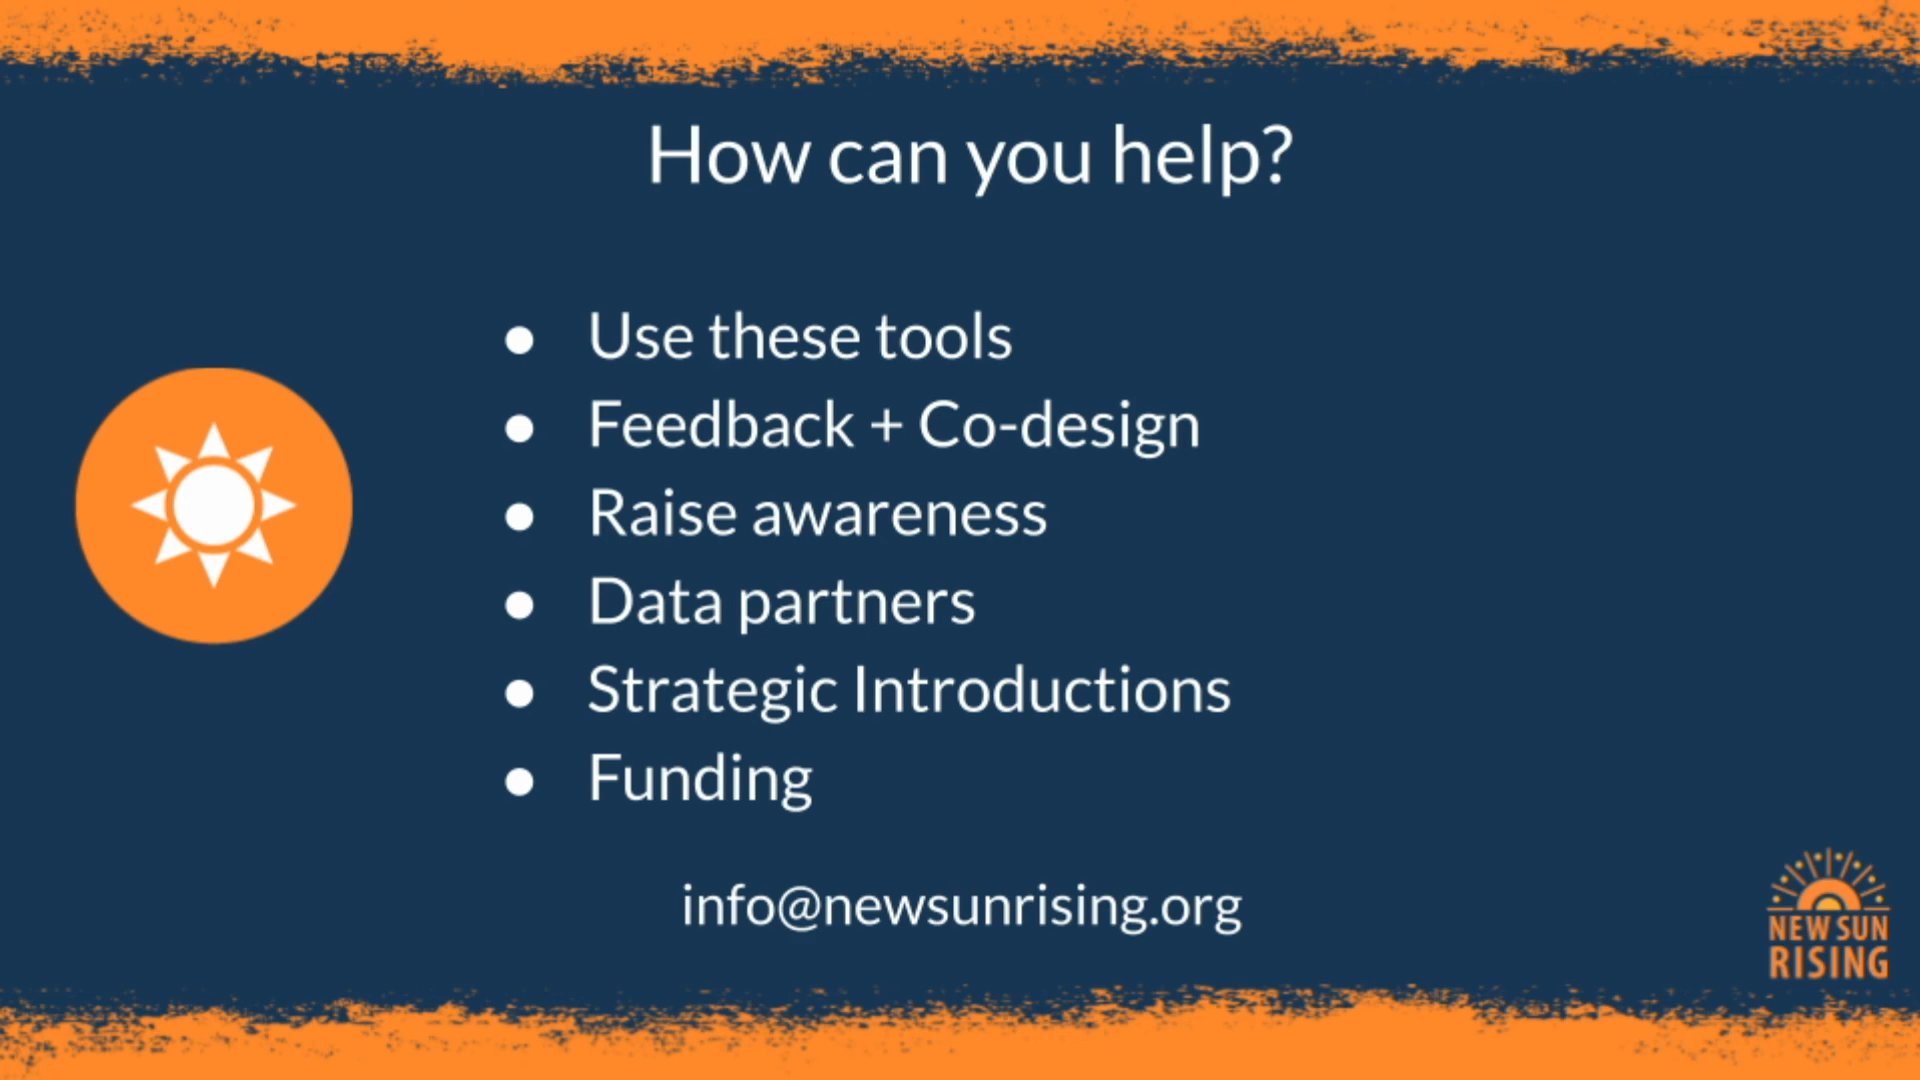 How can you help?
● Use these tools
● Feedback + Co-design
● Raise awareness
● Data partners
● Strategic Introductions
● Funding
info@newsunrising.org
NEW SUN
RISING